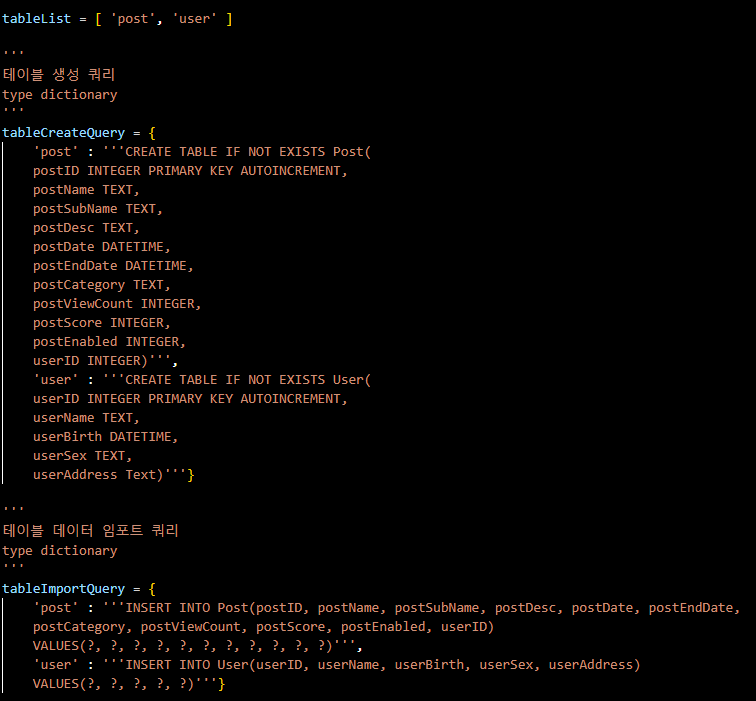 tableList = [ 'post', 'user' ]
'''
테이블 생성 쿼리
type dictionary
'''
tableCreateQuery = {
'post' : '''CREATE TABLE IF NOT EXISTS Post(
postID INTEGER PRIMARY KEY AUTOINCREMENT,
postName TEXT,
postSubName TEXT,
postDesc TEXT,
postDate DATETIME,
postEndDate DATETIME,
postCategory TEXT,
postViewCount INTEGER,
postScore INTEGER,
postEnabled INTEGER,
userID INTEGER)''',
'user' : '''CREATE TABLE IF NOT EXISTS User(
userID INTEGER PRIMARY KEY AUTOINCREMENT,
userName TEXT,
userBirth DATETIME,
userSex TEXT,
userAddress Text)'''}
'''
테이블 데이터 임포트 쿼리
type dictionary
'''
tableImportQuery = {
'post' : '''INSERT INTO Post(postID, postName, postSubName, postDesc, postDate, postEndDate,
postCategory, postViewCount, postScore, postEnabled, userID)
VALUES(?, ?, ?, ?, ?, ?, ?, ?, ?, ?, ?)''',
'user' : '''INSERT INTO User(userID, userName, userBirth, userSex, userAddress)
VALUES(?, ?, ?, ?, ?)'''}